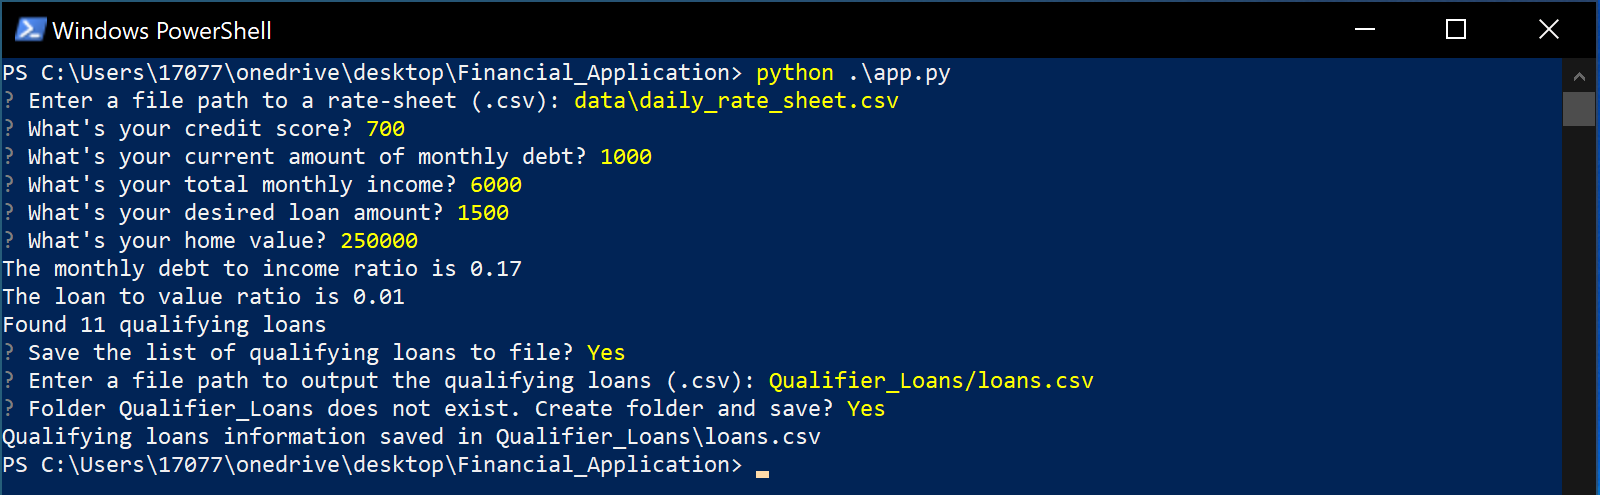 Windows PowerShell
PS C:\Users\17077\onedrive\desktop\Financial_Application> python .\app.py
? Enter a file path to a rate-sheet (.csv): data\daily_rate_sheet.csv
? What's your credit score? 700
? What's your current amount of monthly debt? 1000
? What's your total monthly income? 6000
? What's your desired loan amount? 1500
? What's your home value? 250000
The monthly debt to income ratio is 0.17
The loan to value ratio is 0.01
Found 11 qualifying loans
? Save the list of qualifying loans to file? Yes
? Enter a file path to output the qualifying loans (.csv): Qualifier_Loans/loans.csv
? Folder Qualifier_Loans does not exist. Create folder and save? Yes
Qualifying loans information saved in Qualifier_Loans\loans.csv
PS C:\Users\17077\onedrive\desktop\Financial_Application>